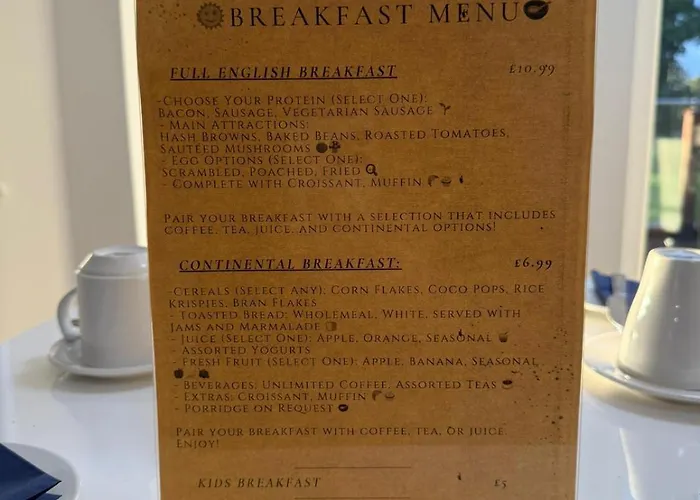 BREAKFAST MENU
FULL ENGLISH BREAKFAST £10.99
-CHOOSE YOUR PROTEIN (SELECT ONE):
BACON, SAUSAGE, VEGETARIAN SAUSAGE
- MAIN ATTRACTIONS:
HASH BROWNS, BAKED BEANS, ROASTED TOMATOES,
SAUTÉED MUSHROOMS
- EGG OPTIONS (SELECT ONE):
SCRAMBLED, POACHED, FRIED
- COMPLETE WITH CROISSANT, MUFFIN
PAIR YOUR BREAKFAST WITH A SELECTION THAT INCLUDES
COFFEE, TEA, JUICE, AND CONTINENTAL OPTIONS!
CONTINENTAL BREAKFAST: £6.99
-CEREALS (SELECT ANY), CORN FLAKES, COCO POPS, RICE
KRISPIES, BRAN FLAKES
- TOASTED BREAD: WHOLEMEAL, WHITE, SERVED WITH
JAMS AND MARMALADE
- JUICE (SELECT ONE): APPLE, ORANGE, SEASONAL
- ASSORTED YOGURTS
- FRESH FRUIT (SELECT ONE): APPLE, BANANA, SEASONAL
- BEVERAGES: UNLIMITED COFFEE, ASSORTED TEAS
- EXTRAS: CROISSANT, MUFFIN
- PORRIDGE ON REQUEST
PAIR YOUR BREAKFAST WITH COFFEE, TEA, OR JUICE.
ENJOY!
KIDS BREAKFAST £5